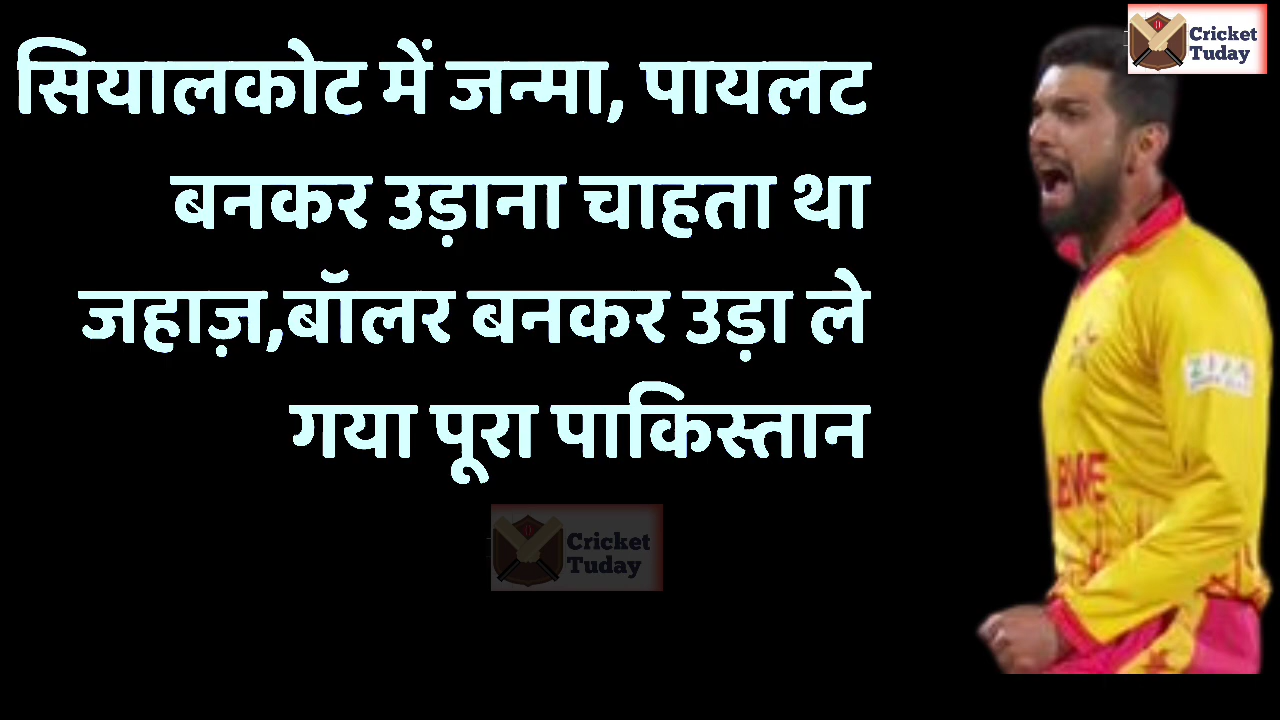 Cricket
Tuday
सियालकोट में जन्मा, पायलट
बनकर उड़ाना चाहता था
जहाज़,बॉलर बनकर उड़ा ले
गया पूरा पाकिस्तान
Cricket
Tuday